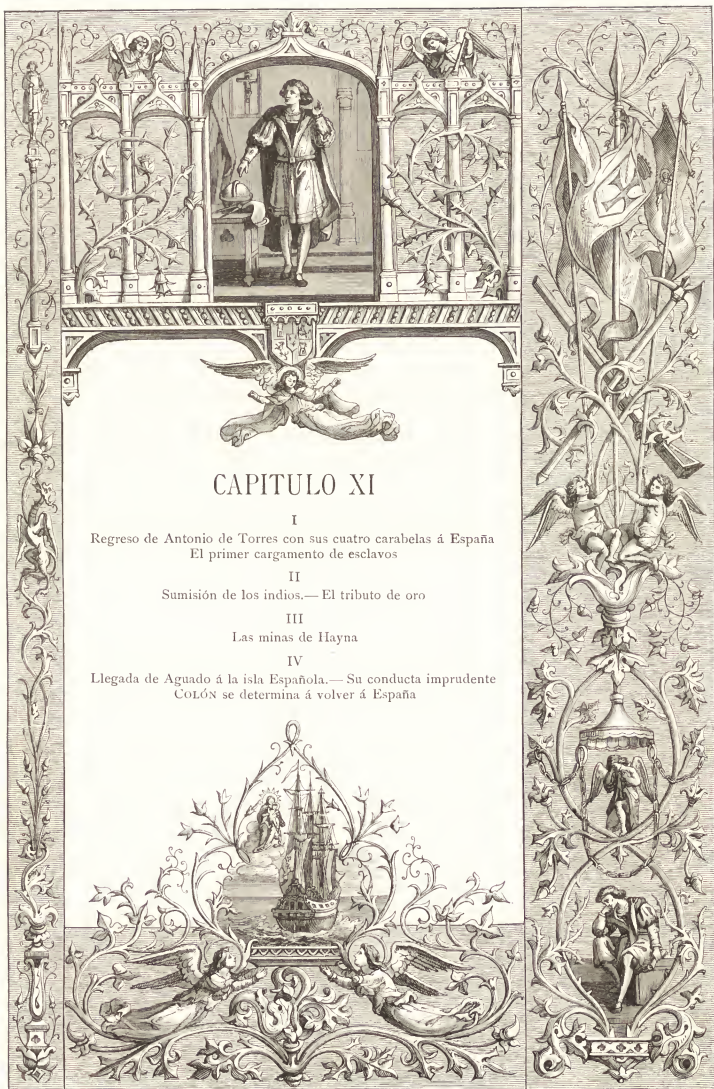 CAPITULO XI
I
Regreso de Antonio de Torres con sus cuatro carabelas á España
El primer cargamento de esclavos
II
Sumisión de los indios.— El tributo de oro
III
Las minas de Hayna
IV
Llegada de Aguado á la isla Española.— Su conducta imprudente
COLÓN se determina á volver á España